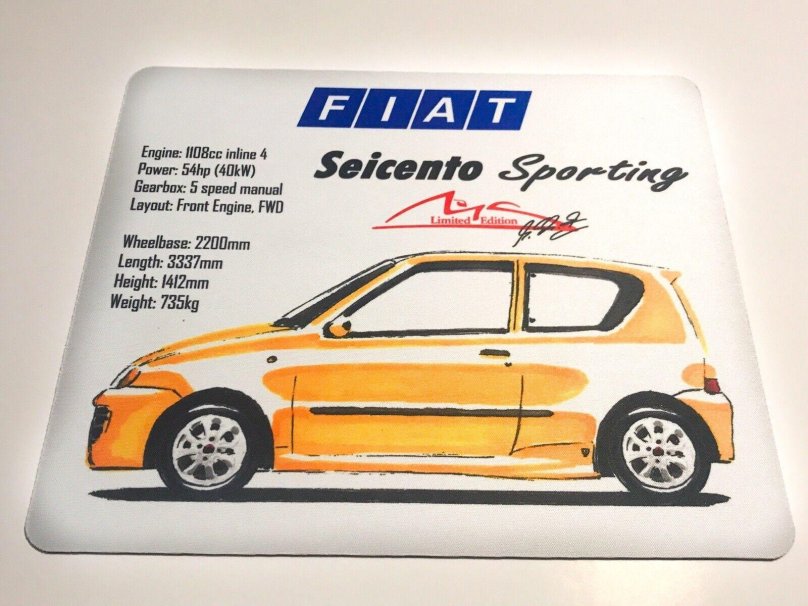 FIAT
Seicento Sporting
Limited Edition
Engine: 1108cc inline 4
Power: 54hp (40kW)
Gearbox: 5 speed manual
Layout: Front Engine, FWD
Wheelbase: 2200mm
Length: 3337mm
Height: 1412mm
Weight: 735kg